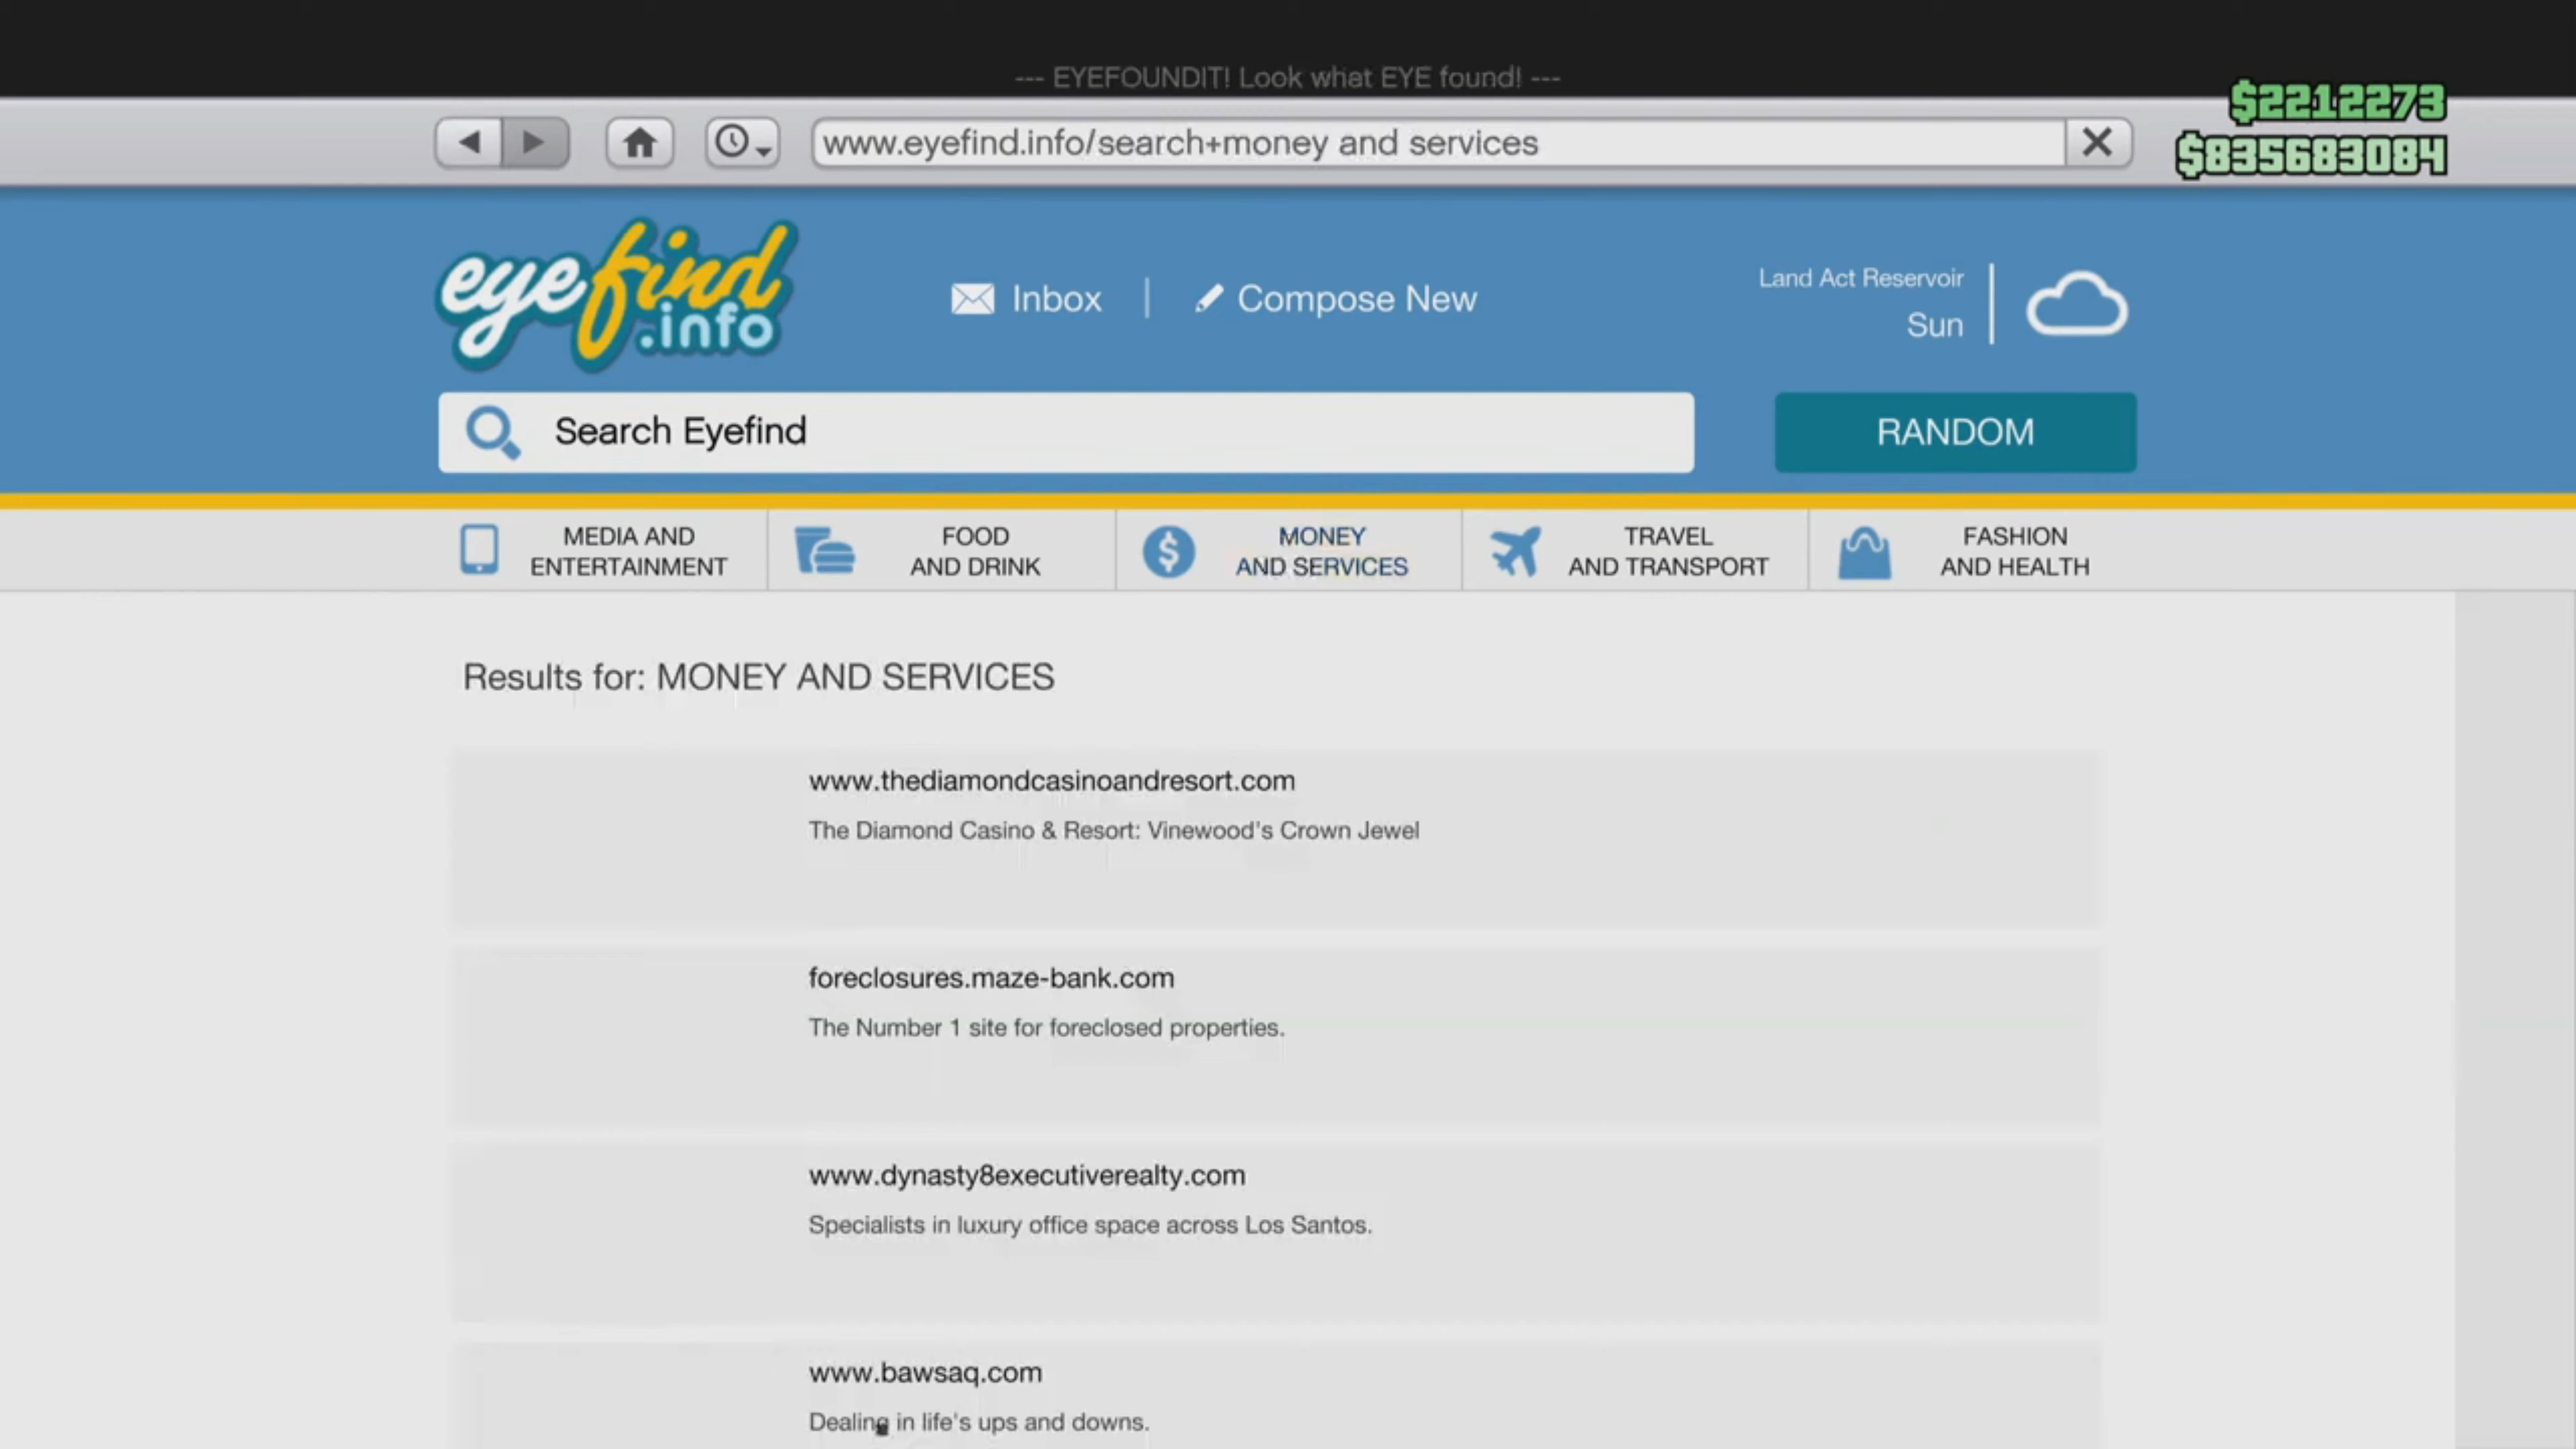 --- EYEFOUNDIT! Look what EYE found! ---
$2212273
www.eyefind.info/search+money and services
$835683084
eyefind
.info
Inbox
Compose New
Land Act Reservoir
Sun
Search Eyefind
RANDOM
MEDIA AND
ENTERTAINMENT
FOOD
AND DRINK
MONEY
AND SERVICES
TRAVEL
AND TRANSPORT
FASHION
AND HEALTH
Results for: MONEY AND SERVICES
www.thediamondcasinoandresort.com
The Diamond Casino & Resort: Vinewood's Crown Jewel
foreclosures.maze-bank.com
The Number 1 site for foreclosed properties.
www.dynasty8executiverealty.com
Specialists in luxury office space across Los Santos.
www.bawsaq.com
Dealing in life's ups and downs.